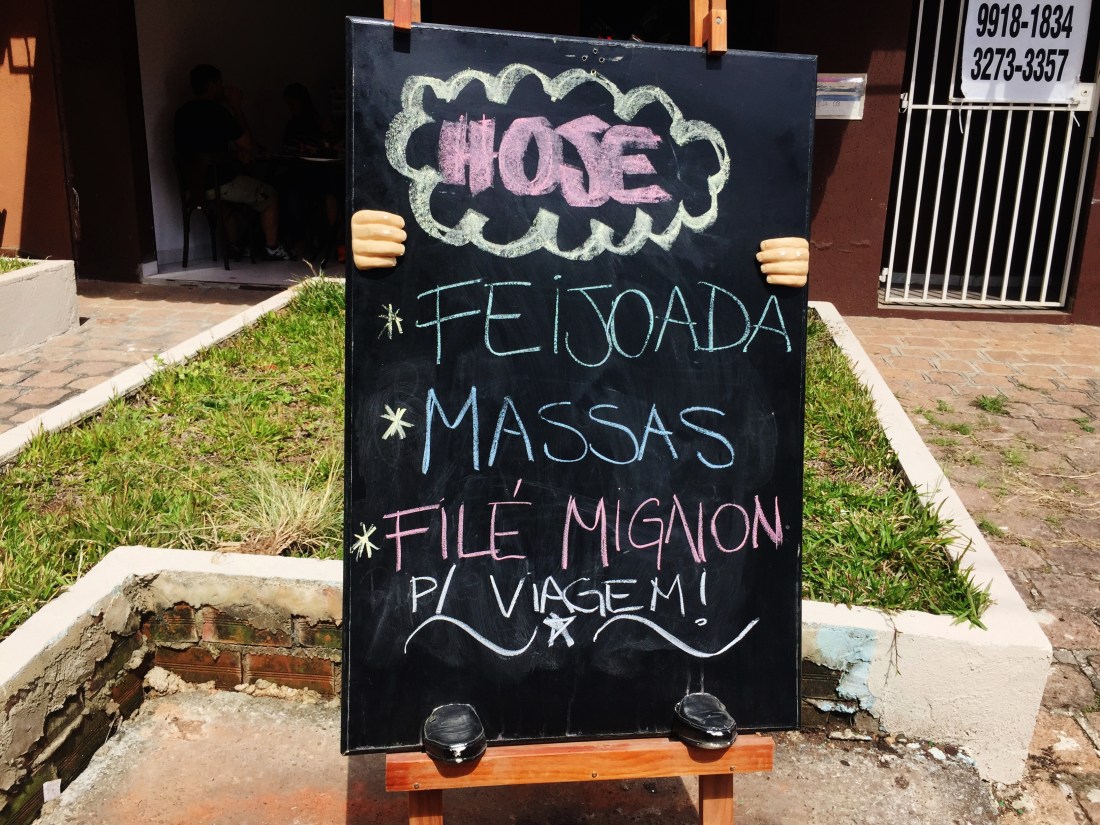 9918-1834
3273-3357
HOJE
* FEIJOADA
* MASSAS
* FILÉ MIGNON
P/ VIAGEM!